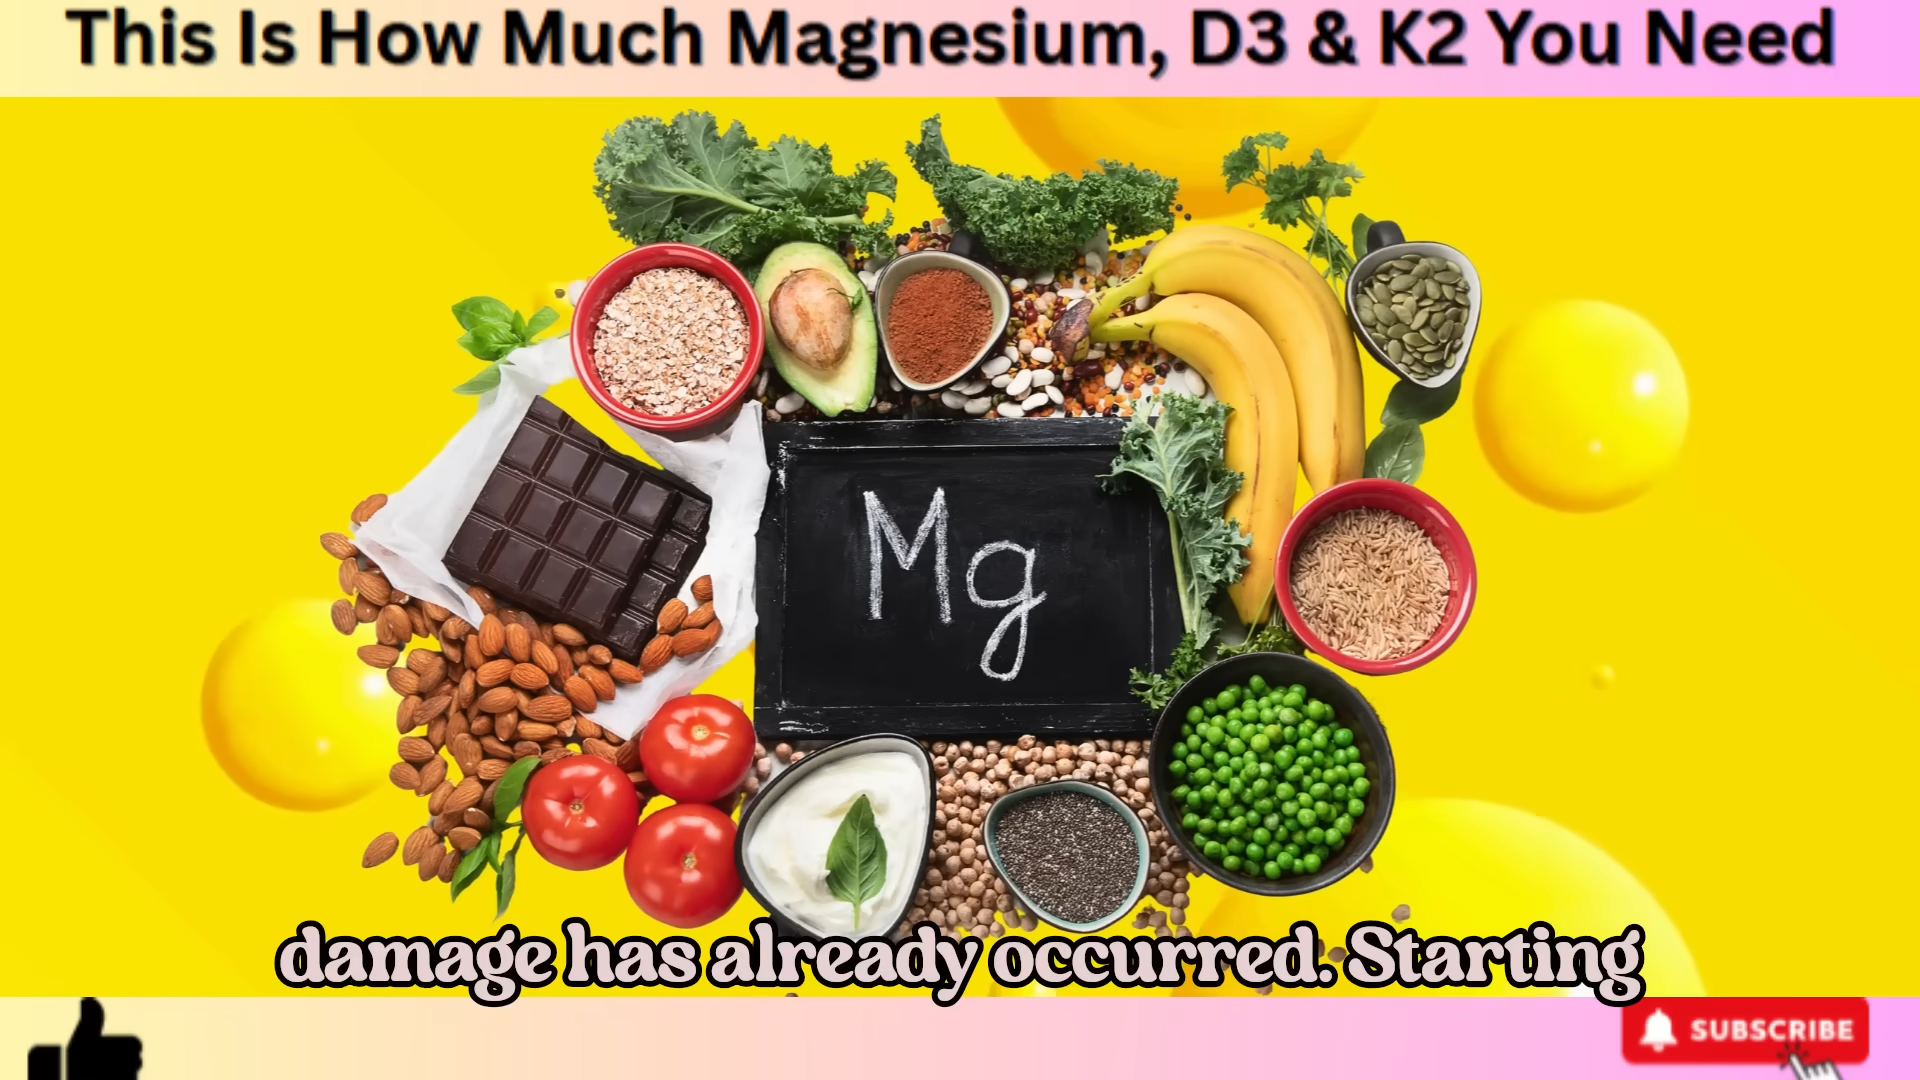 This Is How Much Magnesium, D3 & K2 You Need
Mg
damage has already occurred. Starting
SUBSCRIBE